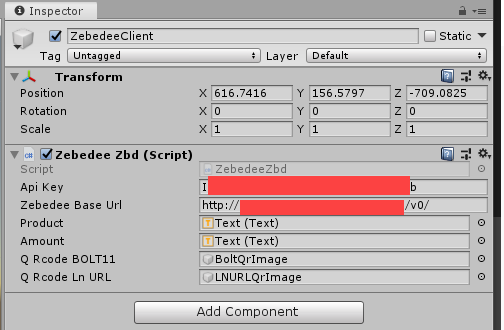 Inspector
ZebedeeClient Static
Tag Untagged Layer Default
Transform
Position X 616.7416 Y 156.5797 Z -709.0825
Rotation X 0 Y 0 Z 0
Scale X 1 Y 1 Z 1
Zebedee Zbd (Script)
Script ZebedeeZbd
Api Key I b
Zebedee Base Url http:// /v0/
Product Text (Text)
Amount Text (Text)
Q Rcode BOLT11 BoltQrImage
Q Rcode Ln URL LNURLQrImage
Add Component